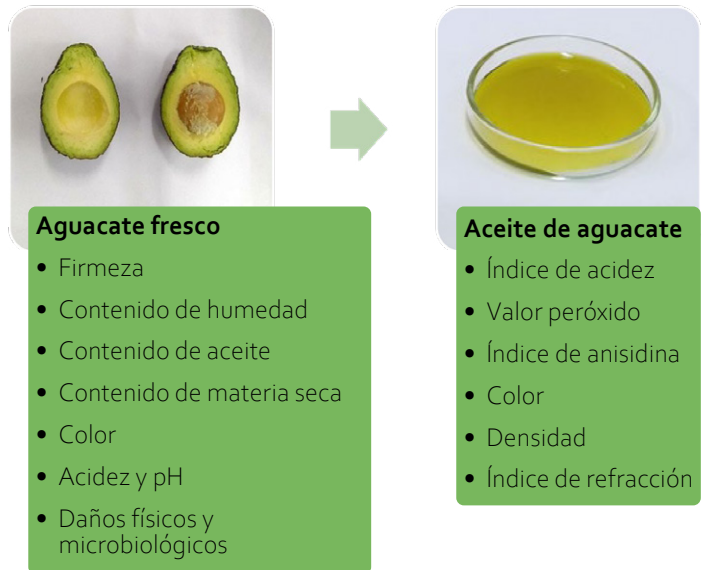 Aguacate fresco
• Firmeza
• Contenido de humedad
• Contenido de aceite
• Contenido de materia seca
• Color
• Acidez y pH
• Daños físicos y
microbiológicos
Aceite de aguacate
• Índice de acidez
• Valor peróxido
• Índice de anisidina
• Color
• Densidad
• Índice de refracción